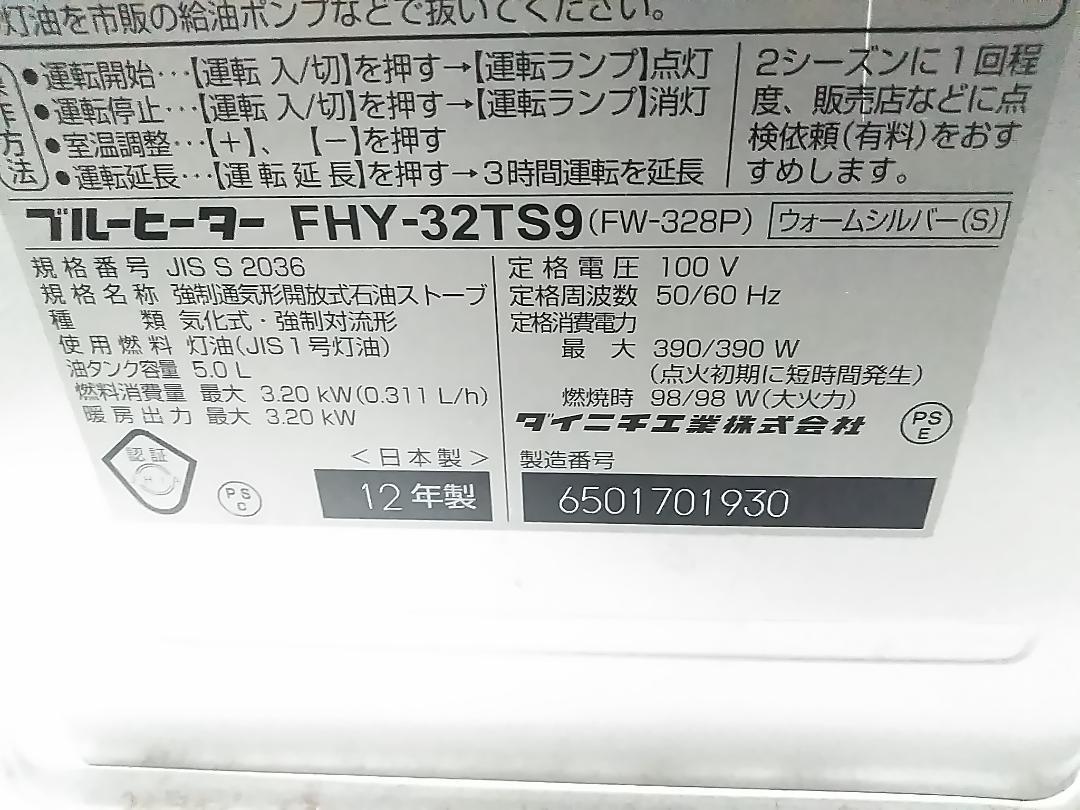 灯油を市販の給油ポンプなどで抜いてください。
操作方法
●運転開始…【運転 入/切】を押す→【運転ランプ】点灯
●運転停止…【運転 入/切】を押す→【運転ランプ】消灯
●室温調整…【+】、【−】を押す
●運転延長…【運転延長】を押す→3時間運転を延長
2シーズンに1回程
度、販売店などに点
検依頼(有料)をおす
すめします。
ブルーヒーター FHY-32TS9(FW-328P) ウォームシルバー(S)
規格番号 JIS S 2036
規格名称 強制通気形開放式石油ストーブ
種類 気化式・強制対流形
使用燃料 灯油(JIS1号灯油)
油タンク容量 5.0 L
燃料消費量 最大 3.20 kW(0.311 L/h)
暖房出力 最大 3.20 kW
定格電圧 100 V
定格周波数 50/60 Hz
定格消費電力
最大 390/390 W
(点火初期に短時間発生)
燃焼時 98/98 W(大火力)
ダイニチ工業株式会社
PS
E
認証
JHIA
PS
C
<日本製>
12年製
製造番号
6501701930